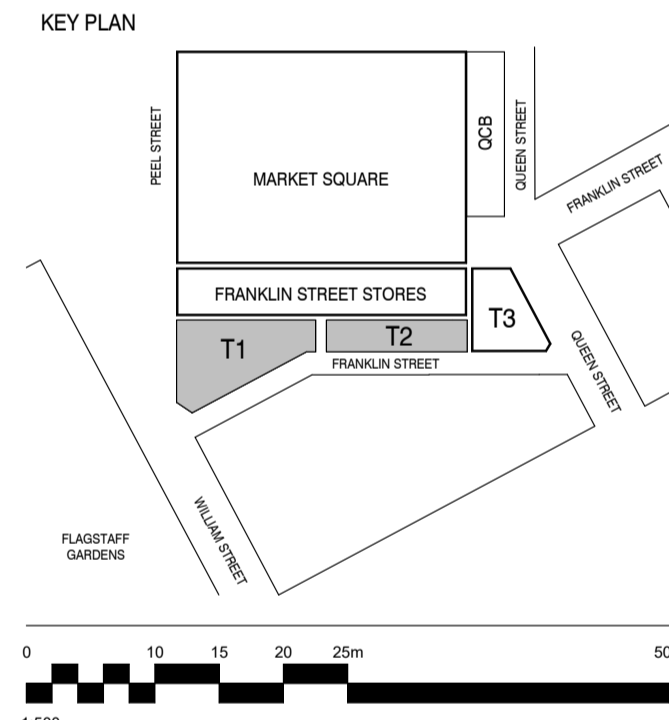 KEY PLAN
PEEL STREET
MARKET SQUARE
QCB
QUEEN STREET
FRANKLIN STREET
FRANKLIN STREET STORES
T1
T2
T3
FRANKLIN STREET
QUEEN STREET
WILLIAM STREET
FLAGSTAFF
GARDENS
0 10 15 20 25m 50